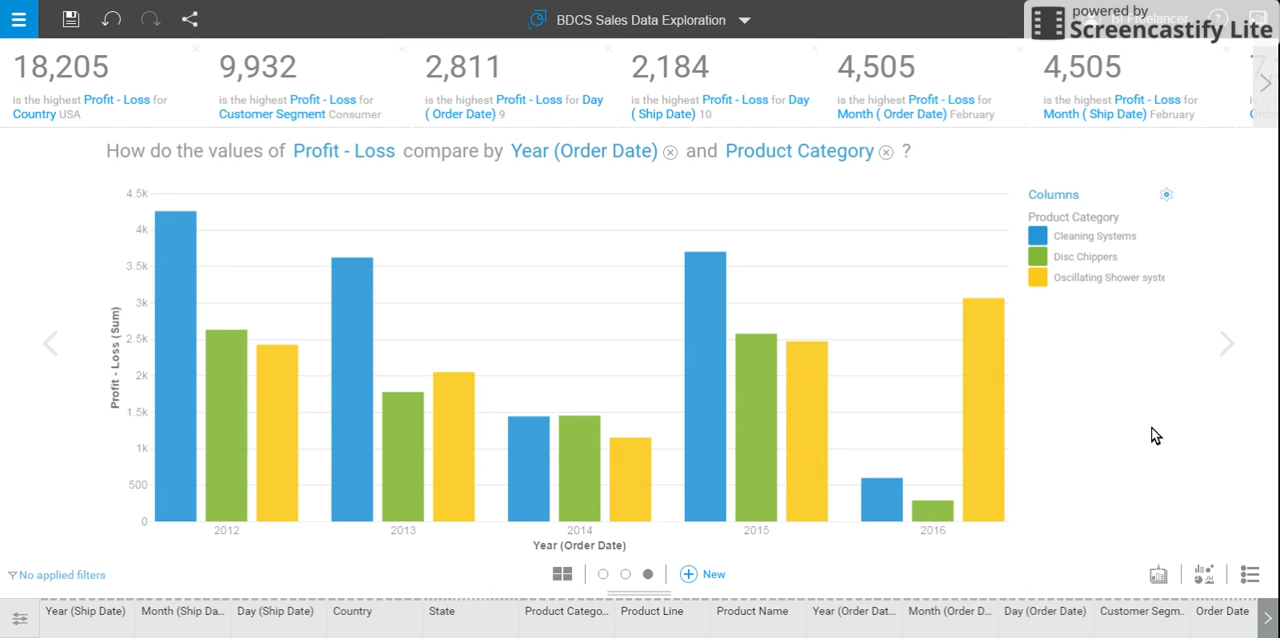 BDCS Sales Data Exploration
powered by
Screencastify Lite
18,205
is the highest Profit - Loss for
Country USA
9,932
is the highest Profit - Loss for
Customer Segment Consumer
2,811
is the highest Profit - Loss for Day
( Order Date) 9
2,184
is the highest Profit - Loss for Day
( Ship Date) 10
4,505
is the highest Profit - Loss for
Month ( Order Date) February
4,505
is the highest Profit - Loss for
Month ( Ship Date) February
How do the values of Profit - Loss compare by Year (Order Date) and Product Category ?
Columns
Product Category
Cleaning Systems
Disc Chippers
Oscillating Shower syste
Profit - Loss (Sum)
4.5k
4k
3.5k
3k
2.5k
2k
1.5k
1k
500
0
2012 2013 2014 2015 2016
Year (Order Date)
No applied filters
New
Year (Ship Date) Month (Ship Da... Day (Ship Date) Country State Product Catego... Product Line Product Name Year (Order Dat... Month (Order D... Day (Order Date) Customer Segm.. Order Date